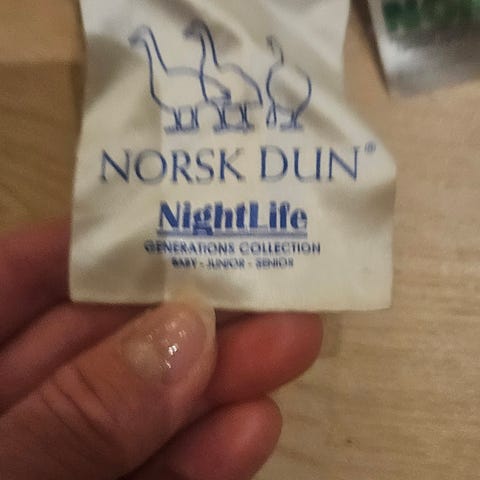 NORSK DUN®
NightLife
GENERATIONS COLLECTION
BABY - JUNIOR - SENIOR